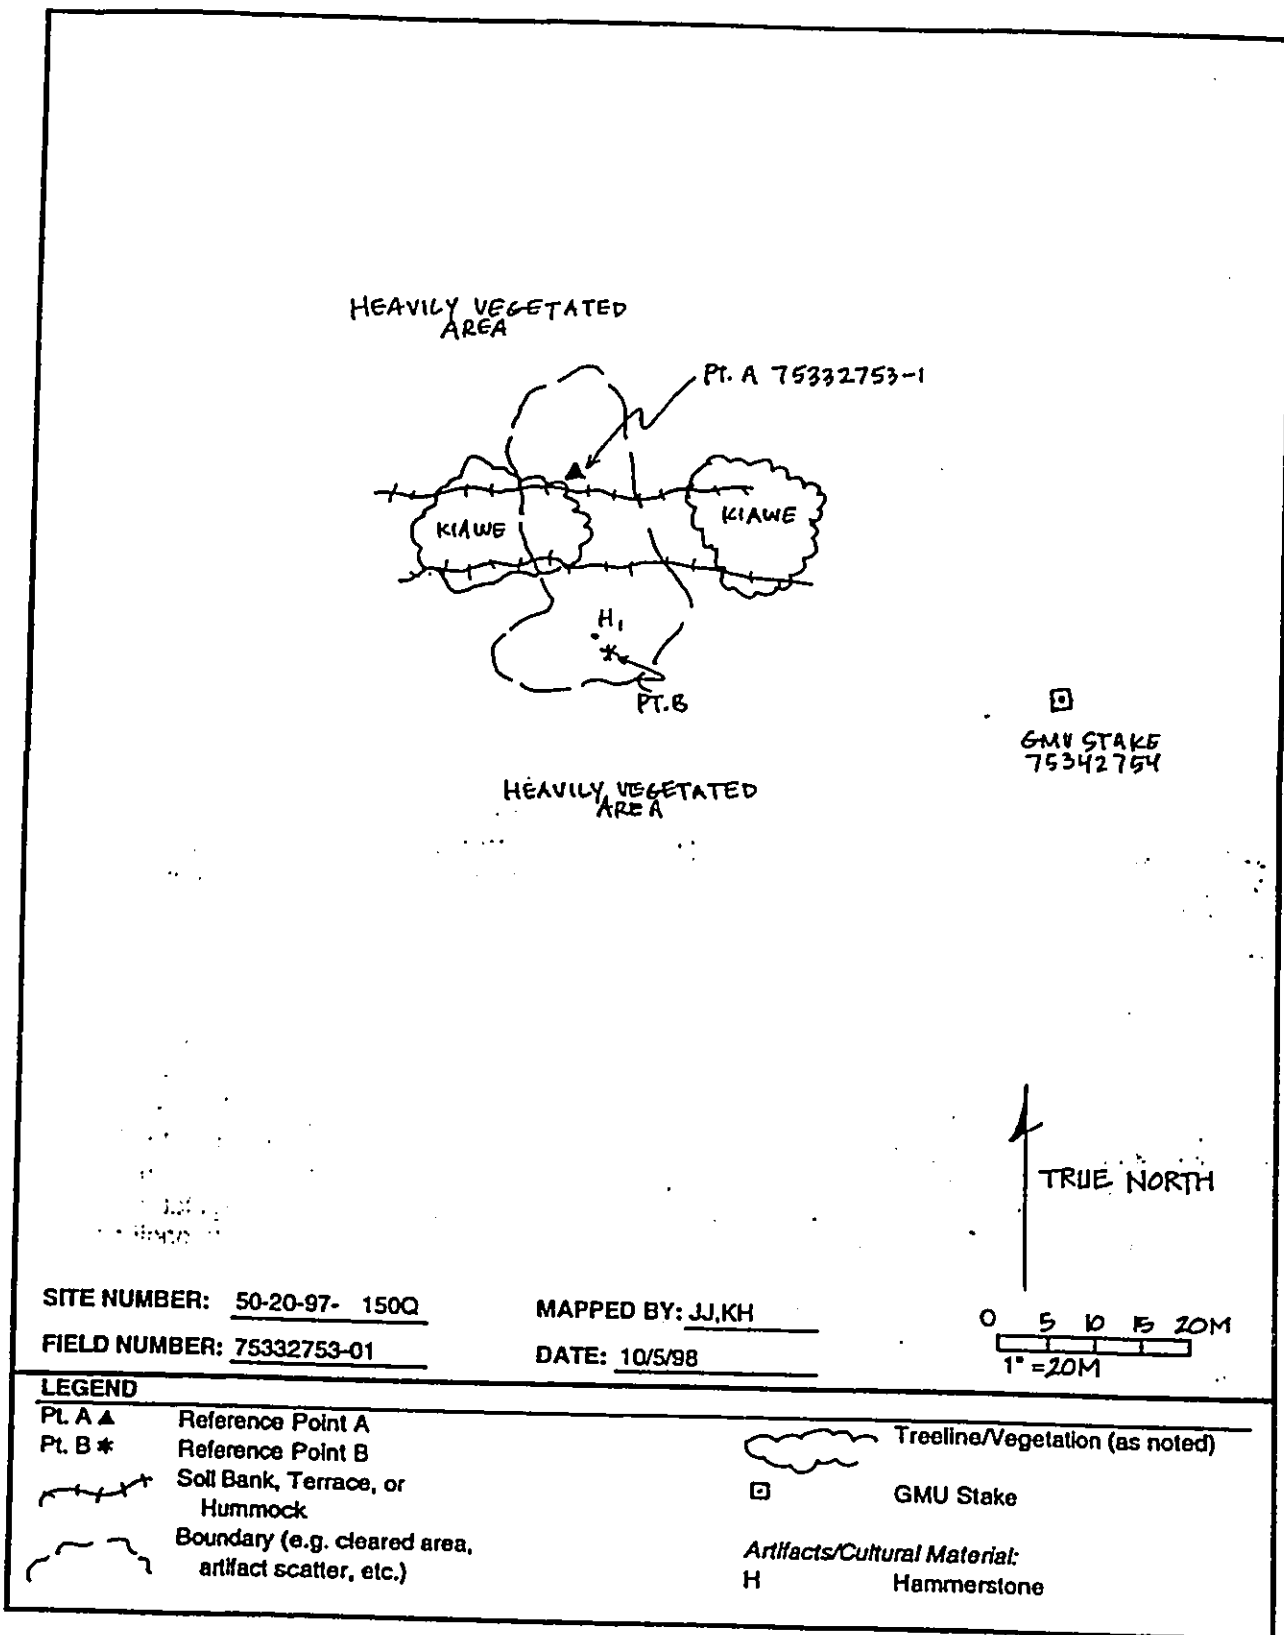 HEAVILY VEGETATED
AREA
Pt. A 75332753-1
KIAWE
KIAWE
H1
PT.B
GMU STAKE
75342754
HEAVILY VEGETATED
AREA
TRUE NORTH
SITE NUMBER: 50-20-97- 150Q
MAPPED BY: JJ,KH
FIELD NUMBER: 75332753-01
DATE: 10/5/98
0 5 10 15 20M
1" =20M
LEGEND
Pt. A Reference Point A
Pt. B * Reference Point B
Soil Bank, Terrace, or
Hummock
Boundary (e.g. cleared area,
artifact scatter, etc.)
Treeline/Vegetation (as noted)
GMU Stake
Artifacts/Cultural Material:
H Hammerstone